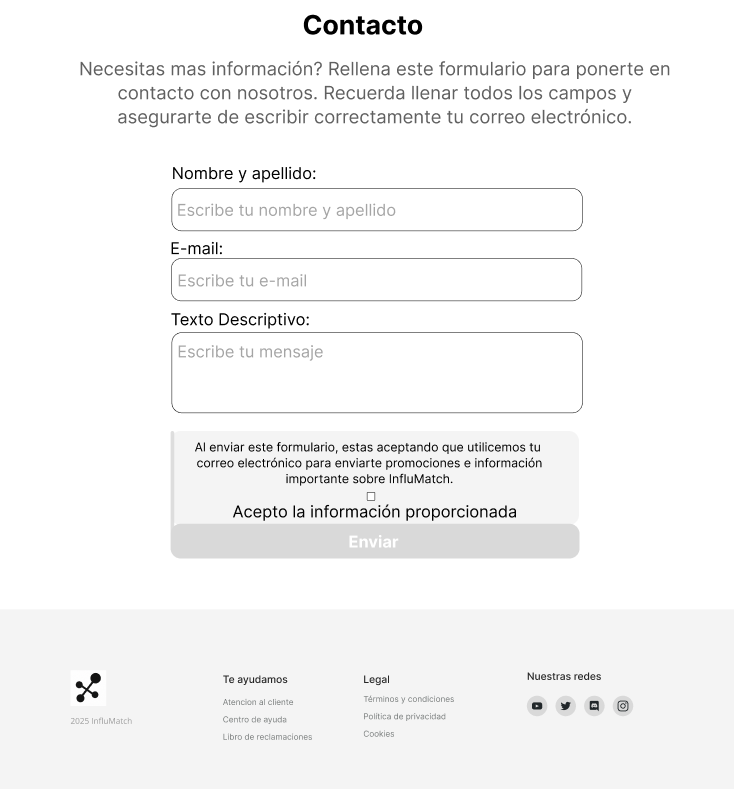 Contacto
Necesitas mas información? Rellena este formulario para ponerte en
contacto con nosotros. Recuerda llenar todos los campos y
asegurarte de escribir correctamente tu correo electrónico.
Nombre y apellido:
Escribe tu nombre y apellido
E-mail:
Escribe tu e-mail
Texto Descriptivo:
Escribe tu mensaje
Al enviar este formulario, estas aceptando que utilicemos tu
correo electrónico para enviarte promociones e información
importante sobre InfluMatch.
Acepto la información proporcionada
Enviar
2025 InfluMatch
Te ayudamos
Atencion al cliente
Centro de ayuda
Libro de reclamaciones
Legal
Términos y condiciones
Política de privacidad
Cookies
Nuestras redes